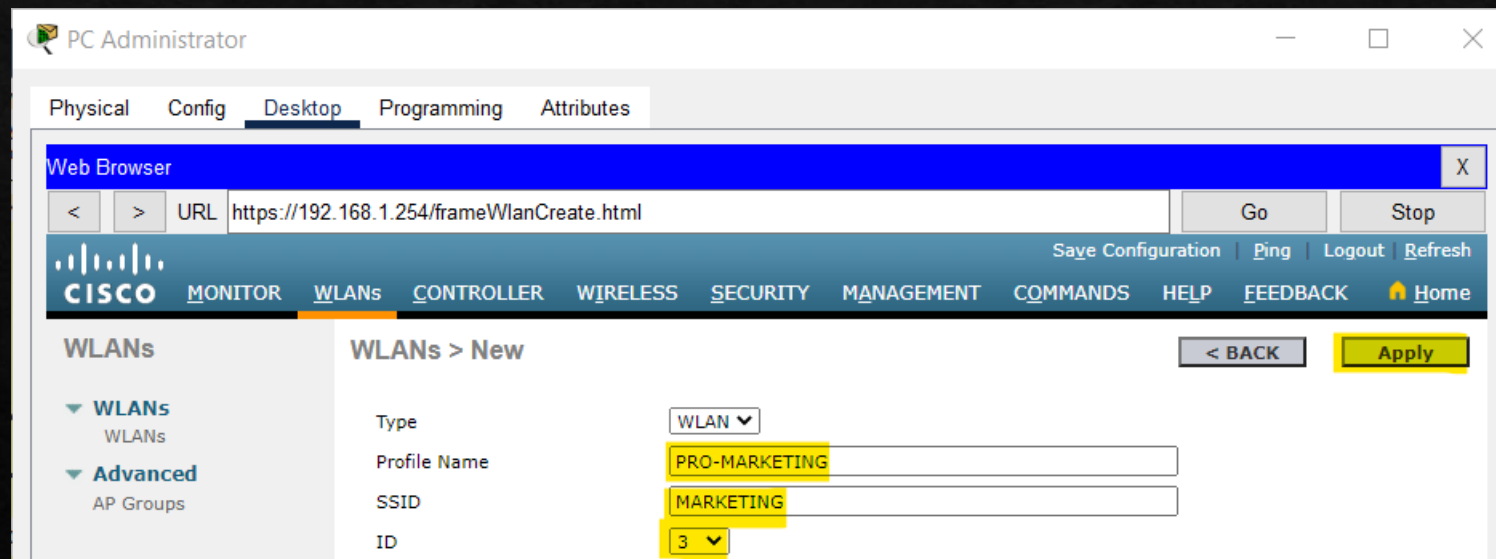 PC Administrator
Physical Config Desktop Programming Attributes
Web Browser X
< > URL https://192.168.1.254/frameWlanCreate.html Go Stop
Save Configuration | Ping | Logout | Refresh
CISCO MONITOR WLANs CONTROLLER WIRELESS SECURITY MANAGEMENT COMMANDS HELP FEEDBACK Home
WLANs WLANs > New < BACK Apply
WLANs
WLANs
Advanced
AP Groups
Type WLAN
Profile Name PRO-MARKETING
SSID MARKETING
ID 3